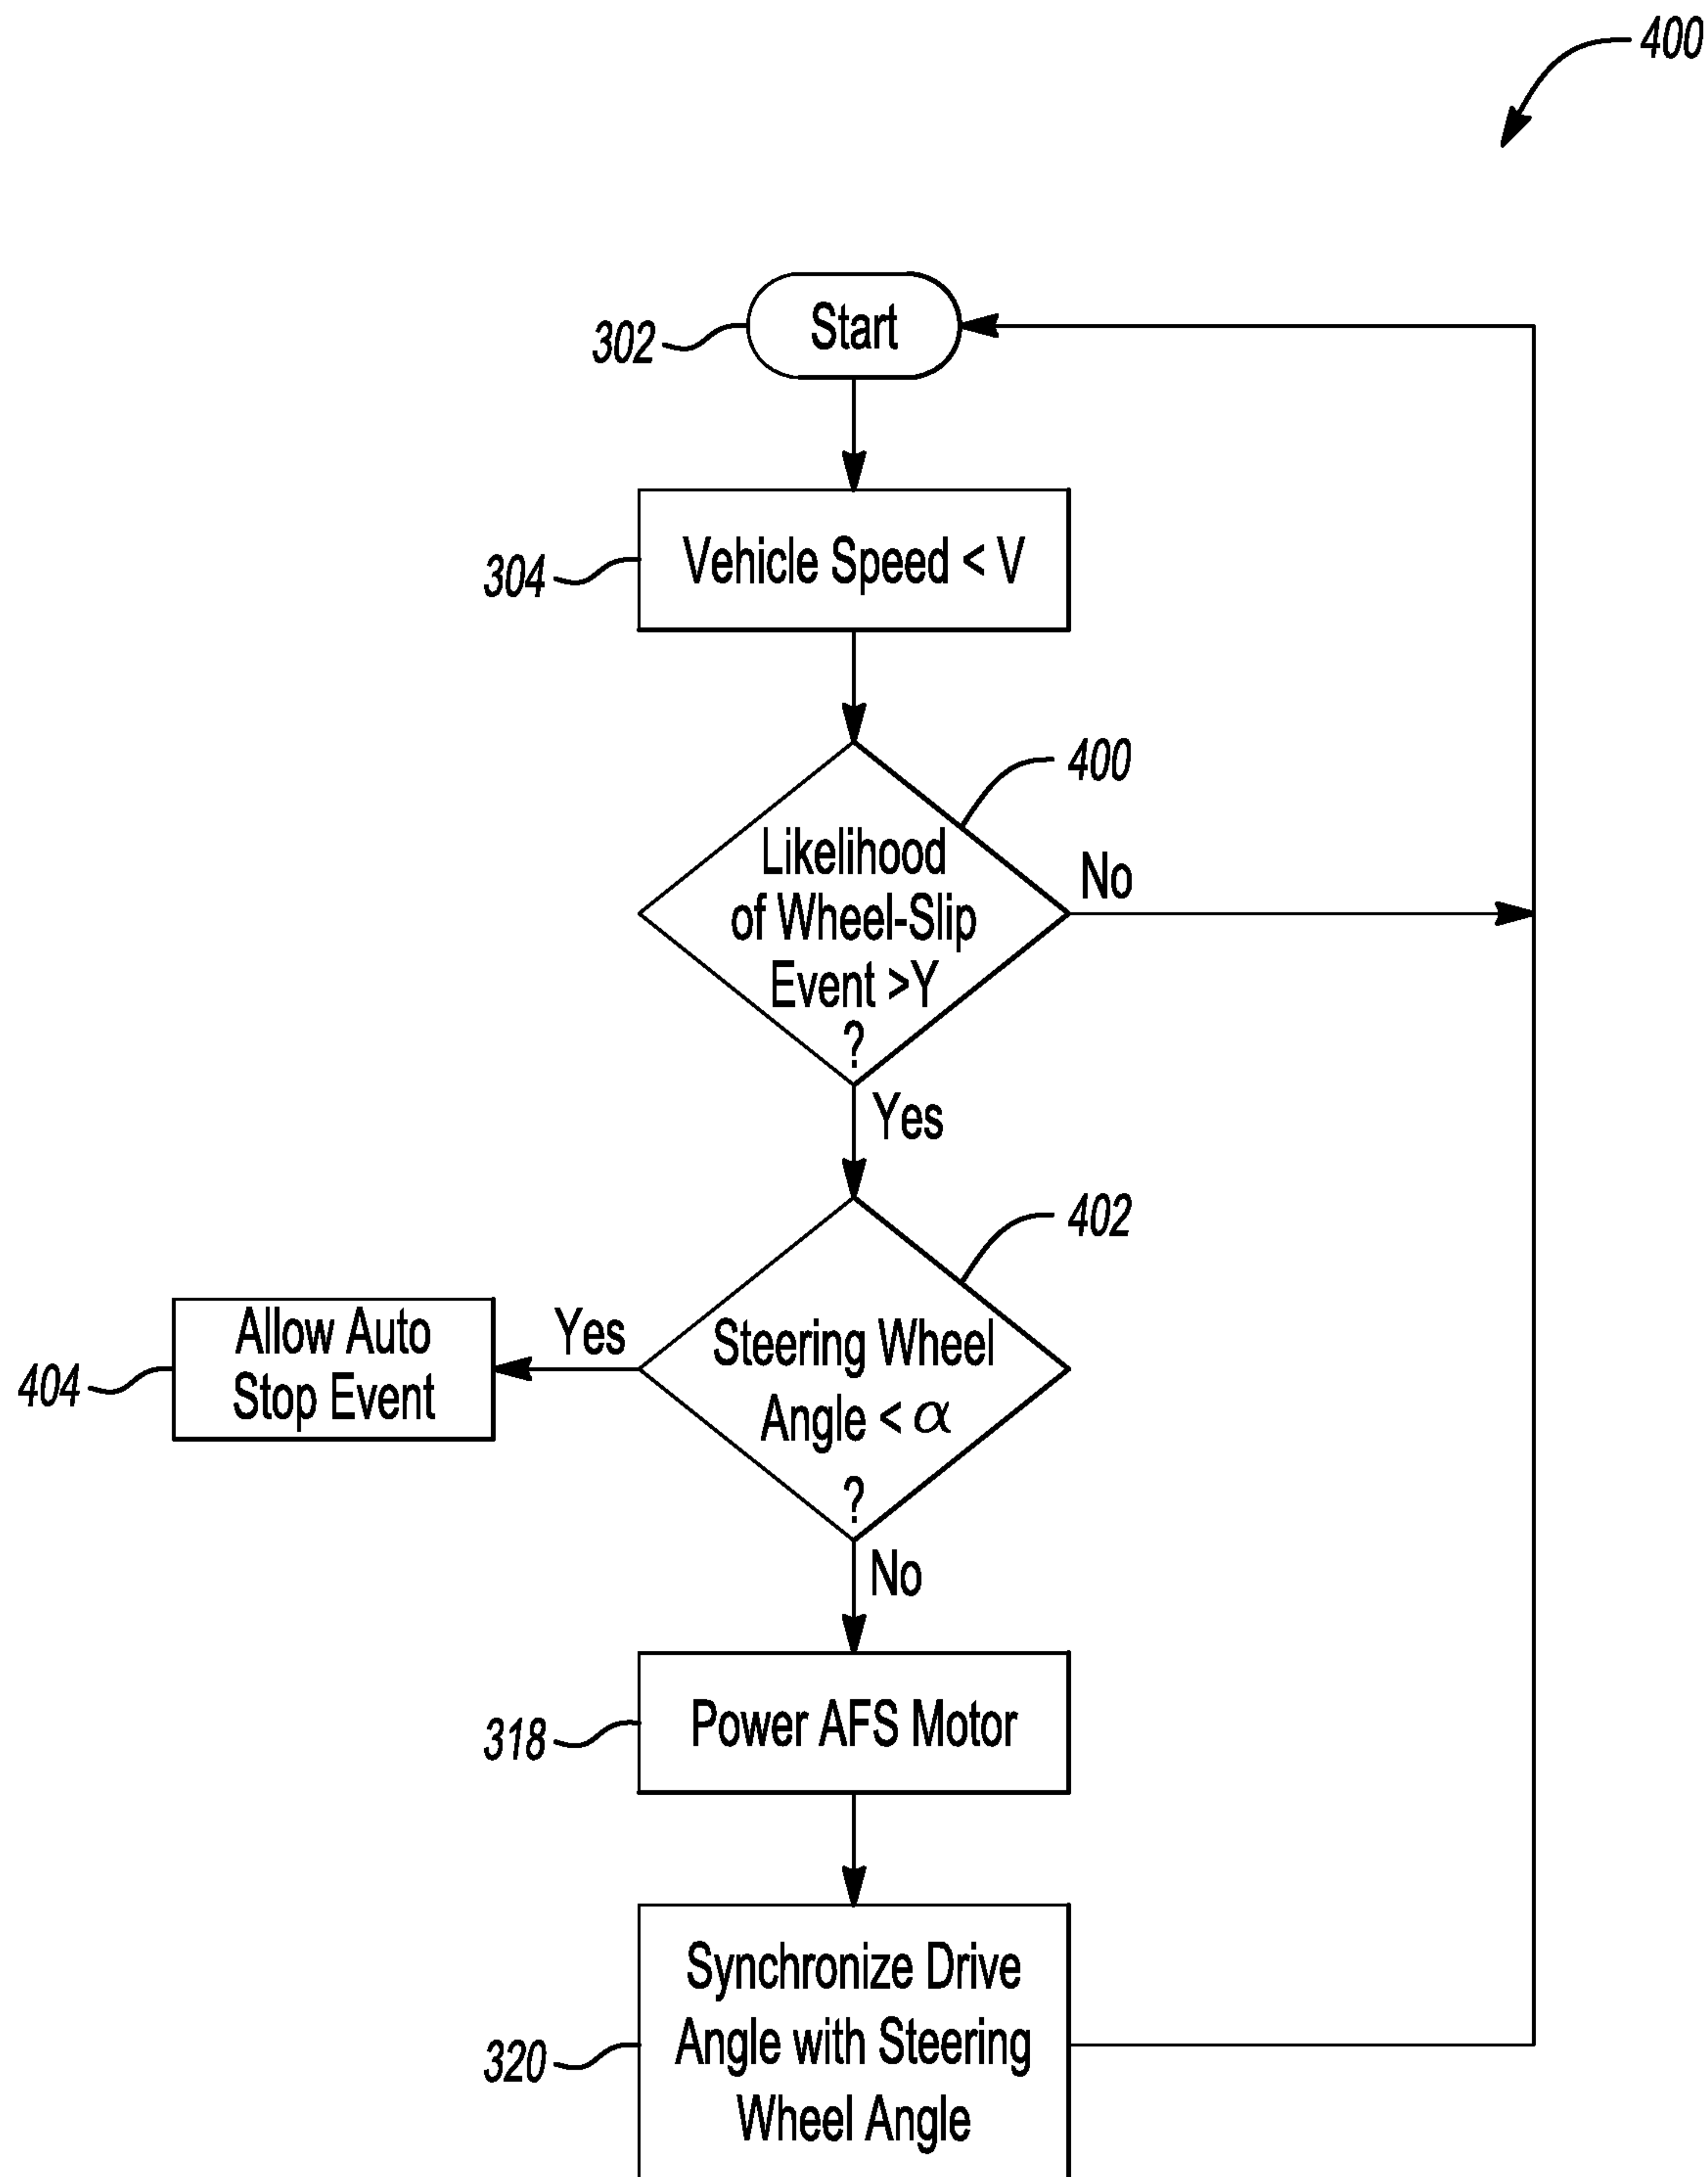 400
302
Start
304
Vehicle Speed < V
400
Likelihood
of Wheel-Slip
Event >Y
?
No
Yes
402
Steering Wheel
Angle < α
?
Yes
Allow Auto
Stop Event
404
No
318
Power AFS Motor
320
Synchronize Drive
Angle with Steering
Wheel Angle